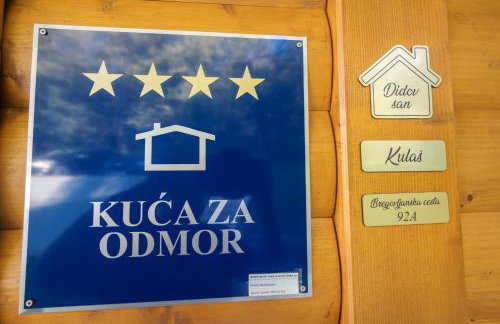 KUĆA ZA
ODMOR
Didov
san
Kulaš
Bregovljanska cesta
92A